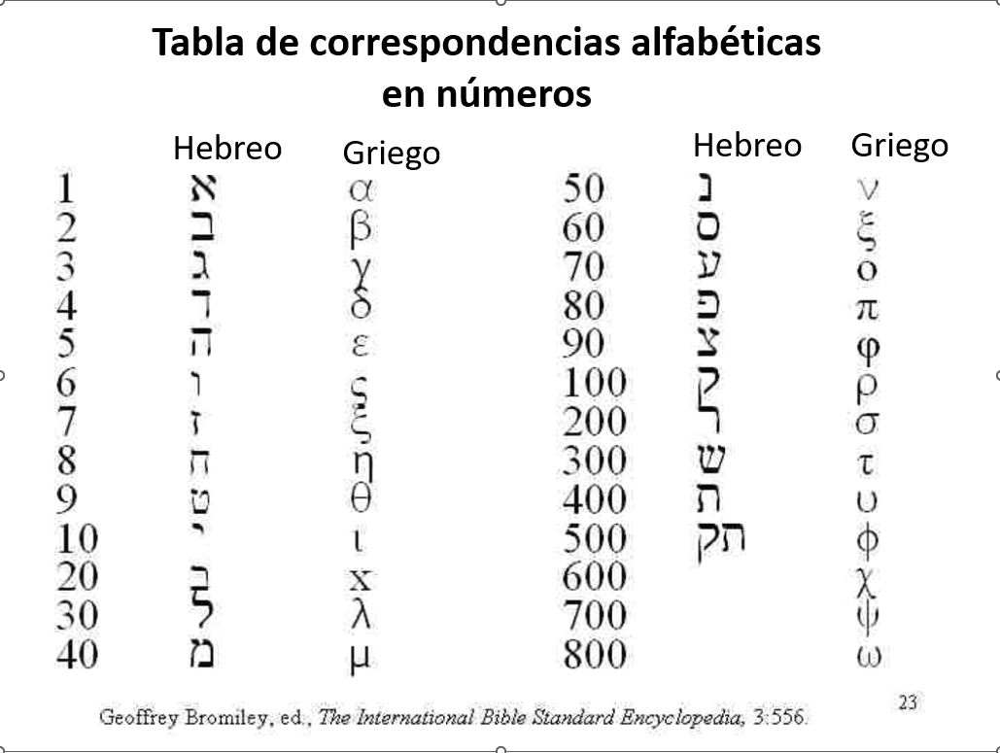 Tabla de correspondencias alfabéticas
en números
Hebreo Griego Hebreo Griego
1 א α 50 נ ν
2 ב β 60 ס ξ
3 ג γ 70 ע ο
4 ד δ 80 פ π
5 ה ε 90 צ φ
6 ו ς 100 ק ρ
7 ז ξ 200 ר σ
8 ח η 300 ש τ
9 ט θ 400 ת υ
10 י ι 500 תק ϕ
20 כ x 600 χ
30 ל λ 700 ψ
40 מ μ 800 ω
23
Geoffrey Bromiley, ed., The International Bible Standard Encyclopedia, 3:556.